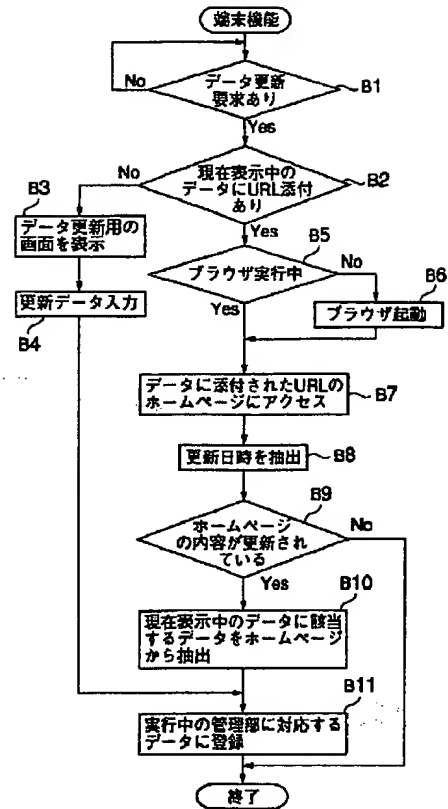 端末機能
データ更新
要求あり
B1
No
Yes
現在表示中の
データにURL添付
あり
B2
No
Yes
B3
データ更新用の
画面を表示
B5
ブラウザ実行中
No
Yes
B6
ブラウザ起動
更新データ入力
B4
データに添付されたURLの
ホームページにアクセス
B7
更新日時を抽出
B8
B9
ホームページ
の内容が更新され
ている
No
Yes
B10
現在表示中のデータに該当
するデータをホームページ
から抽出
B11
実行中の管理部に対応する
データに登録
終了